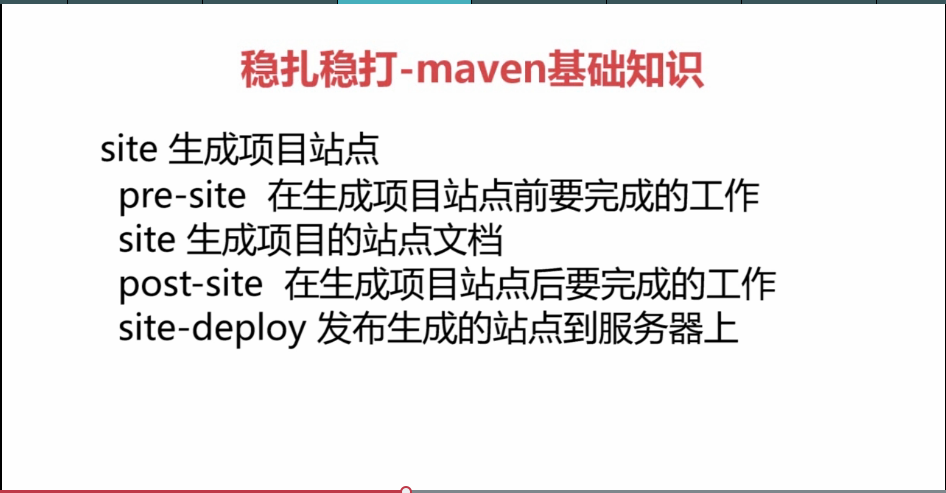 稳扎稳打-maven基础知识
site 生成项目站点
pre-site 在生成项目站点前要完成的工作
site 生成项目的站点文档
post-site 在生成项目站点后要完成的工作
site-deploy 发布生成的站点到服务器上